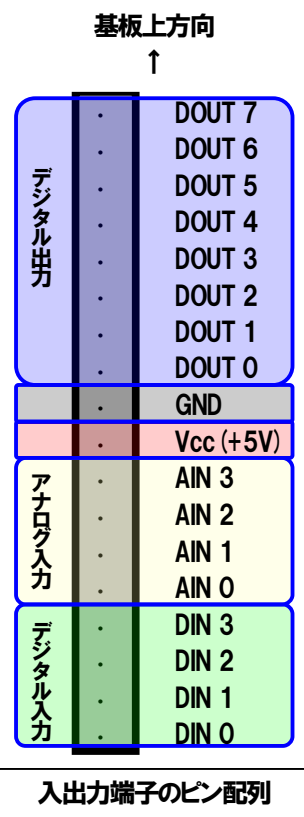 基板上方向
↑
デジタル出力
DOUT 7
DOUT 6
DOUT 5
DOUT 4
DOUT 3
DOUT 2
DOUT 1
DOUT 0
GND
Vcc (+5V)
アナログ入力
AIN 3
AIN 2
AIN 1
AIN 0
デジタル入力
DIN 3
DIN 2
DIN 1
DIN 0
入出力端子のピン配列